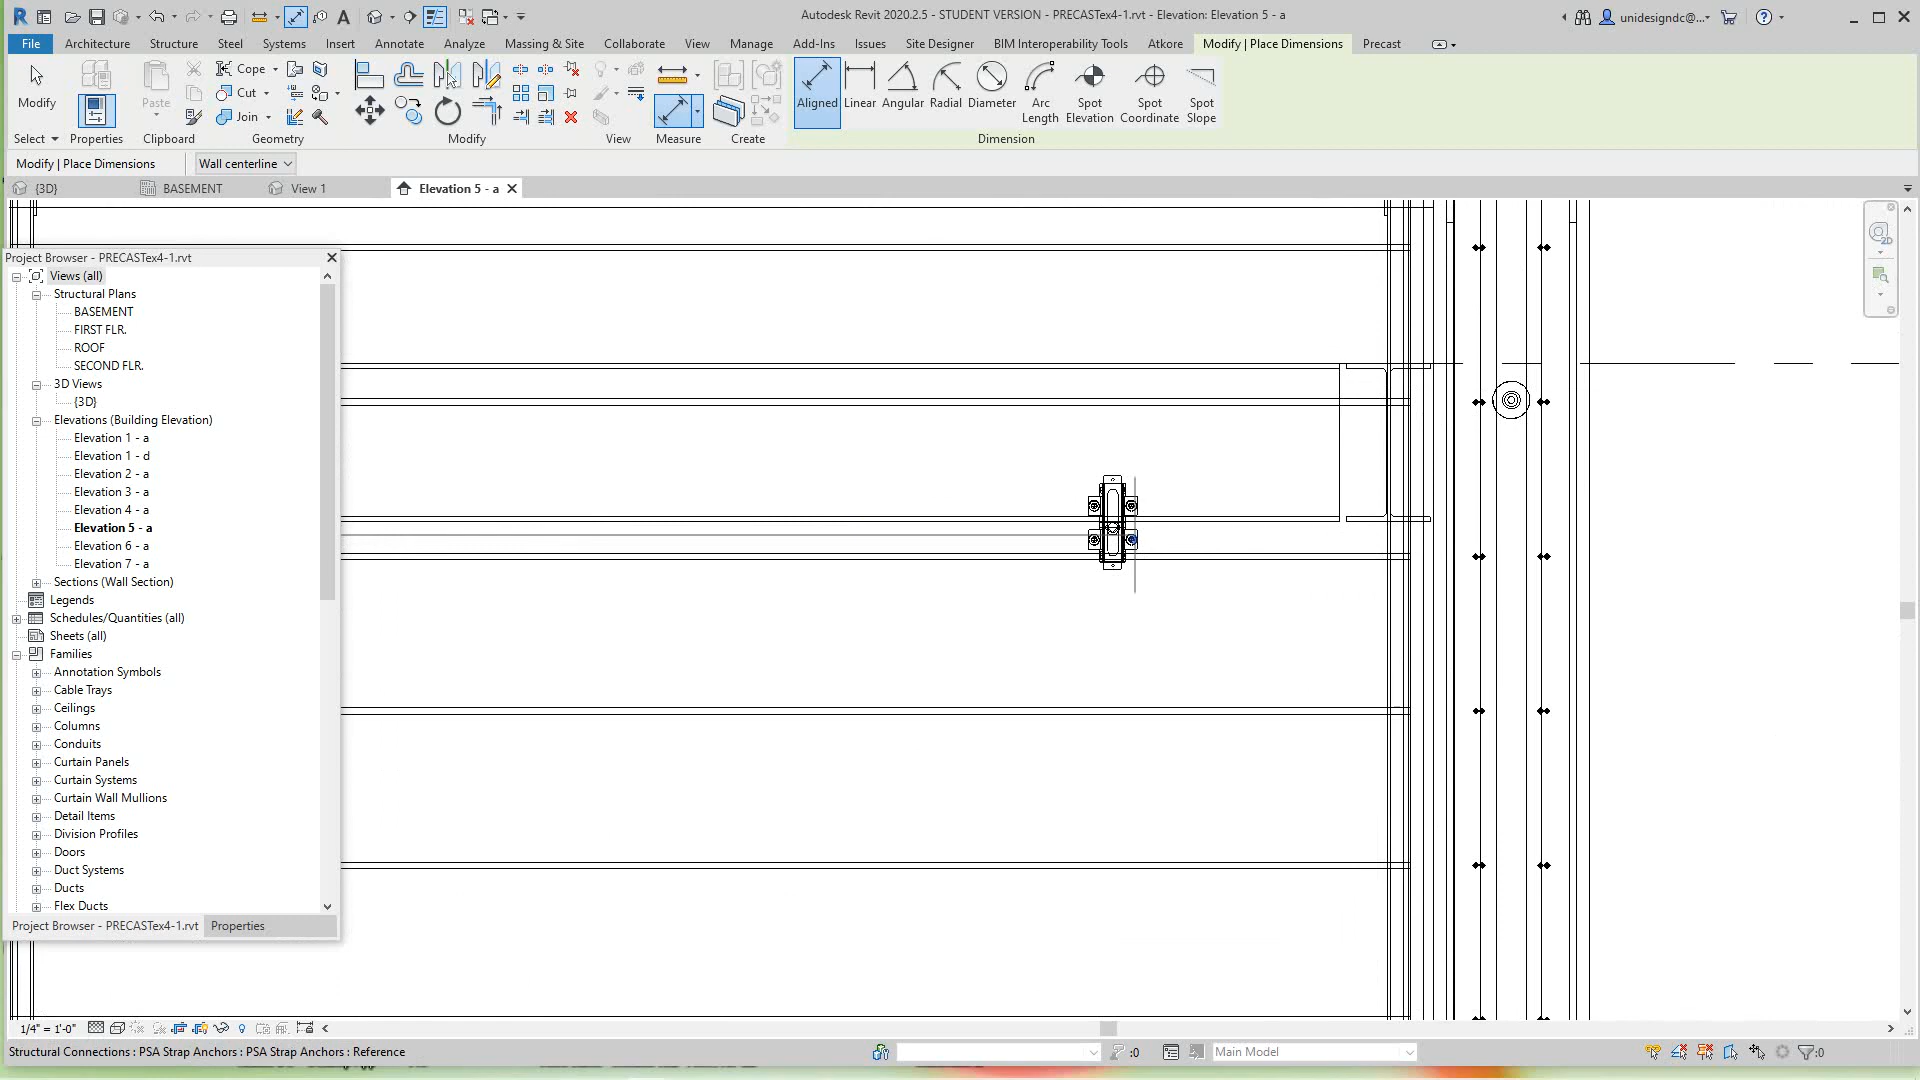 Autodesk Revit 2020.2.5 - STUDENT VERSION - PRECASTex4-1.rvt - Elevation: Elevation 5 - a
unidesigndc@...
File Architecture Structure Steel Systems Insert Annotate Analyze Massing & Site Collaborate View Manage Add-Ins Issues Site Designer BIM Interoperability Tools Atkore Modify | Place Dimensions Precast
Modify
Paste
Cope
Cut
Join
Aligned Linear Angular Radial Diameter Arc Length Spot Elevation Spot Coordinate Spot Slope
Select Properties Clipboard Geometry Modify View Measure Create Dimension
Modify | Place Dimensions Wall centerline
{3D} BASEMENT View 1 Elevation 5 - a
Project Browser - PRECASTex4-1.rvt
Views (all)
Structural Plans
BASEMENT
FIRST FLR.
ROOF
SECOND FLR.
3D Views
{3D}
Elevations (Building Elevation)
Elevation 1 - a
Elevation 1 - d
Elevation 2 - a
Elevation 3 - a
Elevation 4 - a
Elevation 5 - a
Elevation 6 - a
Elevation 7 - a
Sections (Wall Section)
Legends
Schedules/Quantities (all)
Sheets (all)
Families
Annotation Symbols
Cable Trays
Ceilings
Columns
Conduits
Curtain Panels
Curtain Systems
Curtain Wall Mullions
Detail Items
Division Profiles
Doors
Duct Systems
Ducts
Flex Ducts
Project Browser - PRECASTex4-1.rvt Properties
1/4" = 1'-0"
Structural Connections : PSA Strap Anchors : PSA Strap Anchors : Reference
:0
Main Model
:0